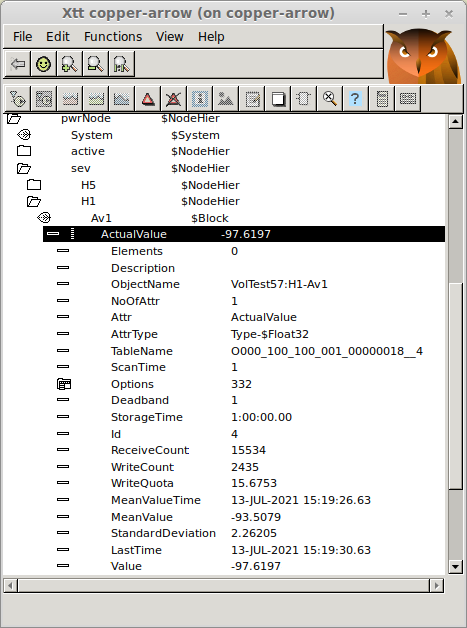 Xtt copper-arrow (on copper-arrow)
File Edit Functions View Help
pwrNode $NodeHier
System $System
active $NodeHier
sev $NodeHier
H5 $NodeHier
H1 $NodeHier
Av1 $Block
ActualValue -97.6197
Elements 0
Description
ObjectName VolTest57:H1-Av1
NoOfAttr 1
Attr ActualValue
AttrType Type-$Float32
TableName O000_100_100_001_00000018__4
ScanTime 1
Options 332
Deadband 1
StorageTime 1:00:00.00
Id 4
ReceiveCount 15534
WriteCount 2435
WriteQuota 15.6753
MeanValueTime 13-JUL-2021 15:19:26.63
MeanValue -93.5079
StandardDeviation 2.26205
LastTime 13-JUL-2021 15:19:30.63
Value -97.6197